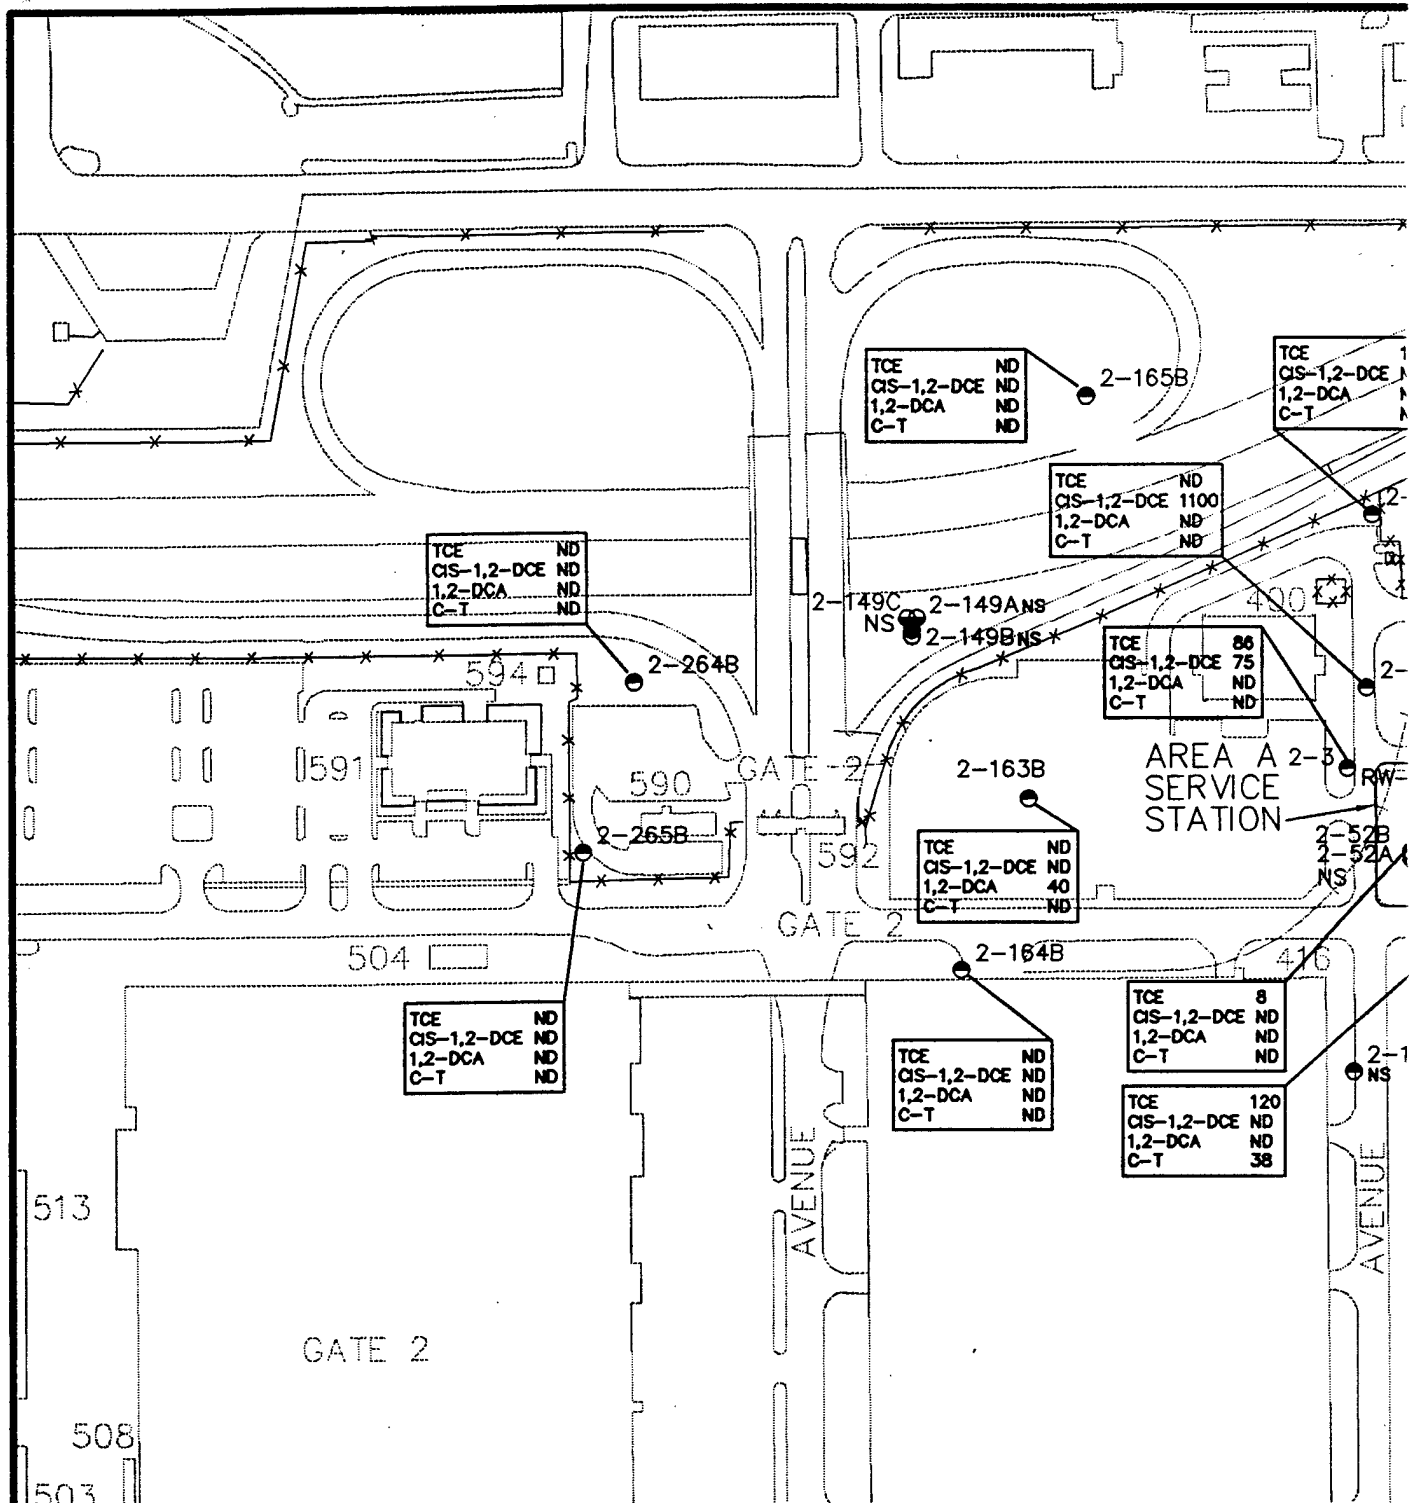 TCE ND
CIS-1,2-DCE ND
1,2-DCA ND
C-T ND
2-165B
TCE 1
CIS-1,2-DCE
1,2-DCA
C-T
TCE ND
CIS-1,2-DCE 1100
1,2-DCA ND
C-T ND
2-
TCE ND
CIS-1,2-DCE ND
1,2-DCA ND
C-T ND
2-264B
2-149C
NS
2-149A NS
2-149B NS
490
TCE 86
CIS-1,2-DCE 75
1,2-DCA ND
C-T ND
2-
594
591
590
GATE 2
2-163B
AREA A
SERVICE
STATION
2-3
RW-
2-265B
592
2-52B
2-52A
NS
TCE ND
CIS-1,2-DCE ND
1,2-DCA 40
C-T ND
GATE 2
504
2-164B
416
TCE ND
CIS-1,2-DCE ND
1,2-DCA ND
C-T ND
TCE ND
CIS-1,2-DCE ND
1,2-DCA ND
C-T ND
TCE 8
CIS-1,2-DCE ND
1,2-DCA ND
C-T ND
2-1
NS
TCE 120
CIS-1,2-DCE ND
1,2-DCA ND
C-T 38
AVENUE
AVENUE
513
GATE 2
508
503